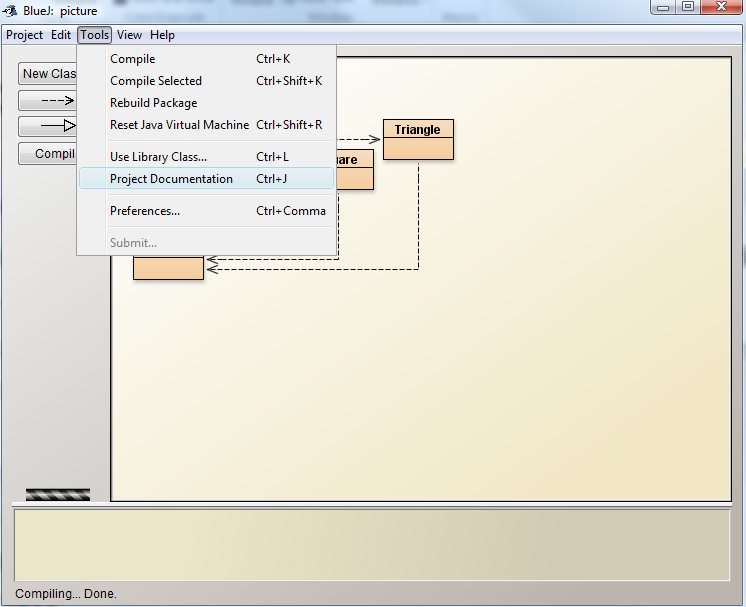 BlueJ: picture
Project Edit Tools View Help
New Clas
Compil
Compile Ctrl+K
Compile Selected Ctrl+Shift+K
Rebuild Package
Reset Java Virtual Machine Ctrl+Shift+R
Use Library Class... Ctrl+L
Project Documentation Ctrl+J
Preferences... Ctrl+Comma
Submit...
Triangle
uare
Compiling... Done.